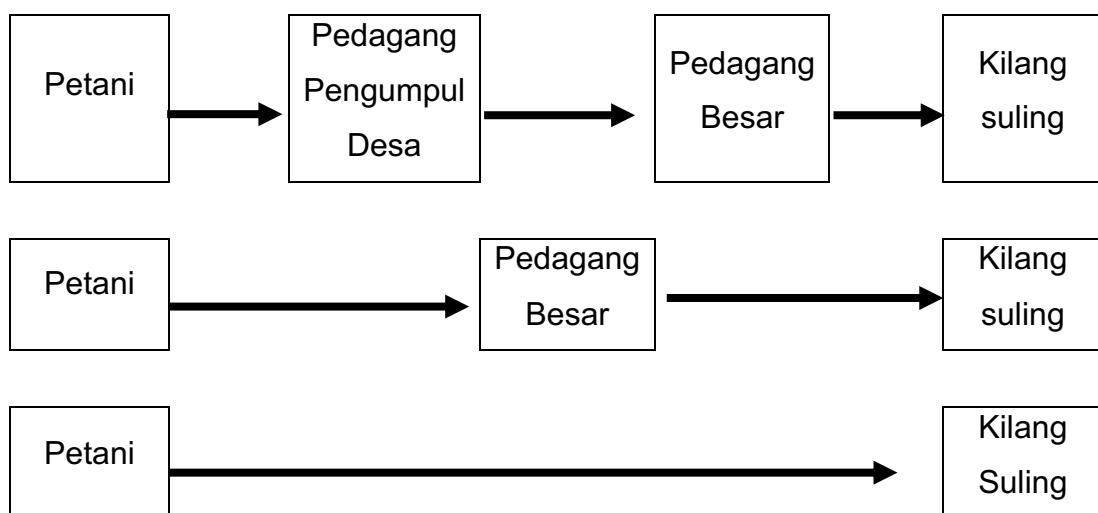 Petani
Pedagang
Pengumpul
Desa
Pedagang
Besar
Kilang
suling
Petani
Pedagang
Besar
Kilang
suling
Petani
Kilang
Suling